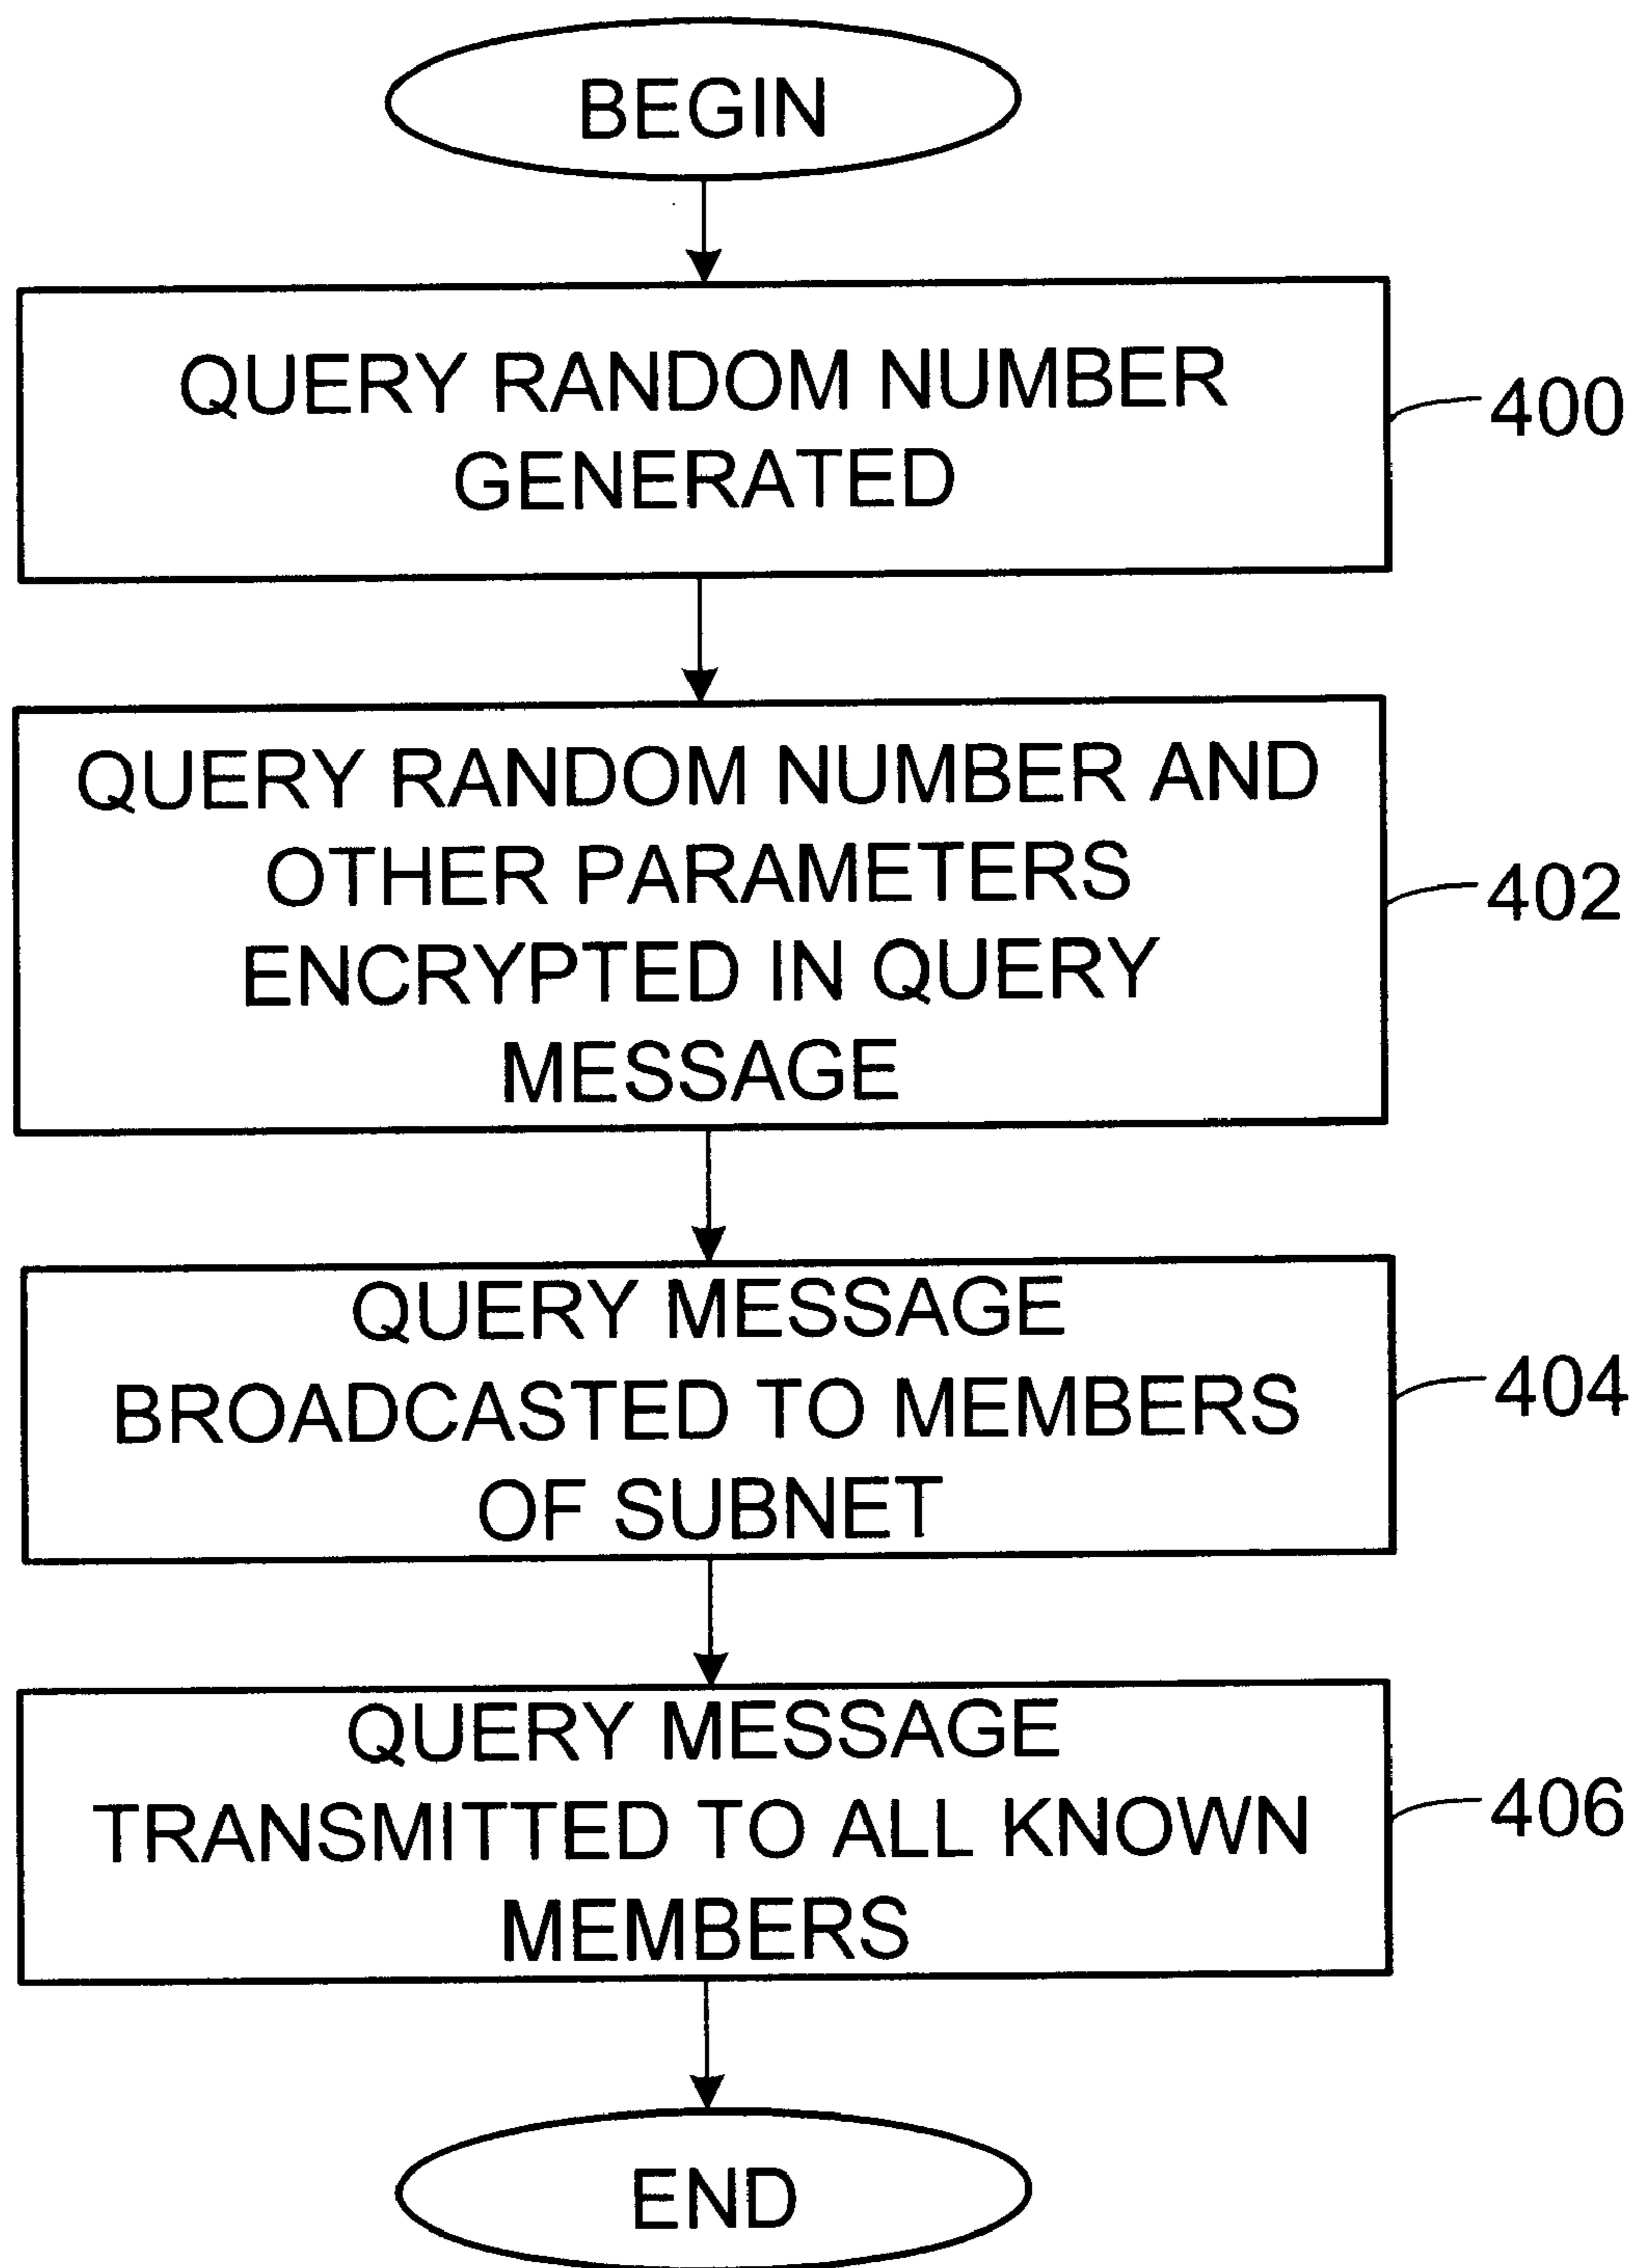 BEGIN
QUERY RANDOM NUMBER
GENERATED
400
QUERY RANDOM NUMBER AND
OTHER PARAMETERS
ENCRYPTED IN QUERY
MESSAGE
402
QUERY MESSAGE
BROADCASTED TO MEMBERS
OF SUBNET
404
QUERY MESSAGE
TRANSMITTED TO ALL KNOWN
MEMBERS
406
END